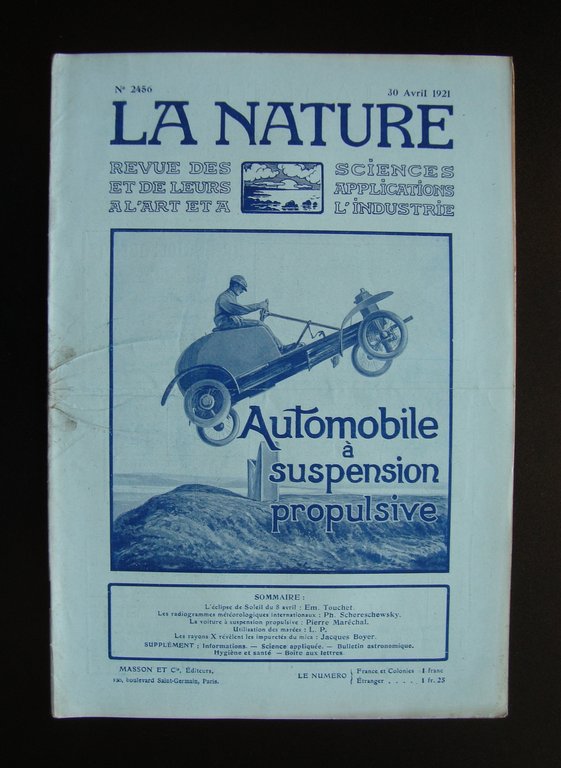 Nº 2456
30 Avril 1921
LA NATURE
REVUE DES SCIENCES
ET DE LEURS APPLICATIONS
A L'ART ET A L'INDUSTRIE
Automobile
à
suspension
propulsive
SOMMAIRE :
L'éclipse de Soleil du 8 avril : Em. Touchet.
Les radiogrammes météorologiques internationaux : Ph. Schereschewsky.
La voiture à suspension propulsive : Pierre Maréchal.
Utilisation des marées : L. P.
Les rayons X révèlent les impuretés du mica : Jacques Boyer.
SUPPLÉMENT ; Informations. — Science appliquée. — Bulletin astronomique.
Hygiène et santé — Boîte aux lettres.
MASSON ET Cie, Éditeurs,
120, boulevard Saint-Germain, Paris.
LE NUMÉRO
France et Colonies 1 franc
Étranger . . . . . 1 fr. 25